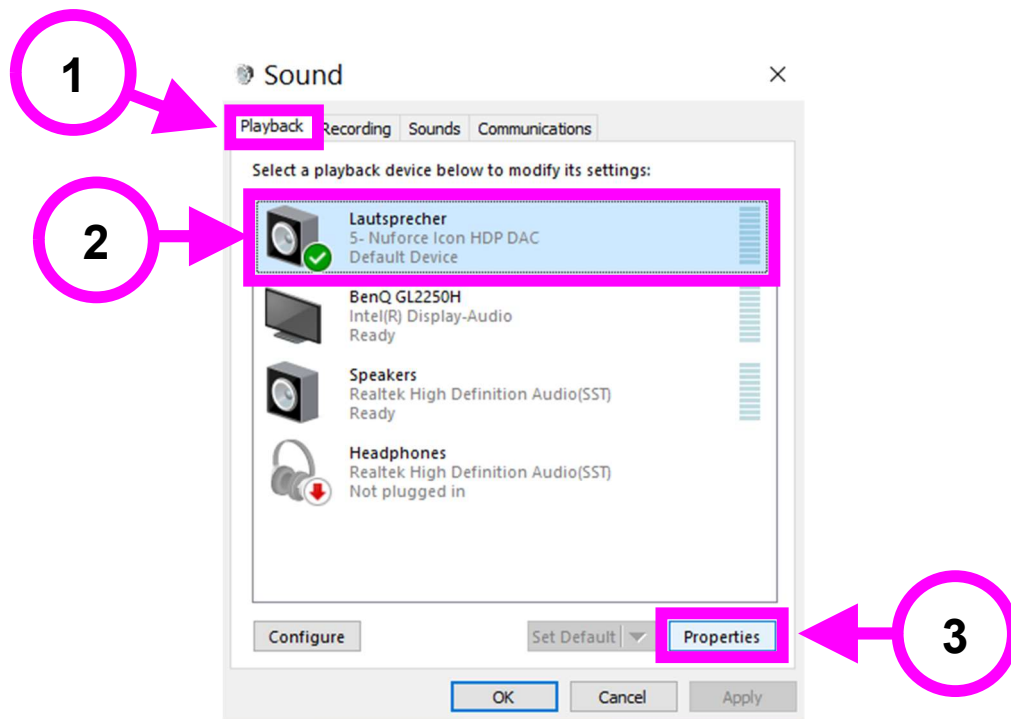 1
Sound
Playback Recording Sounds Communications
Select a playback device below to modify its settings:
2
Lautsprecher
5- Nuforce Icon HDP DAC
Default Device
BenQ GL2250H
Intel(R) Display-Audio
Ready
Speakers
Realtek High Definition Audio(SST)
Ready
Headphones
Realtek High Definition Audio(SST)
Not plugged in
Configure Set Default Properties
3
OK Cancel Apply